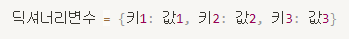 딕셔너리변수 = {키1: 값1, 키2: 값2, 키3: 값3}